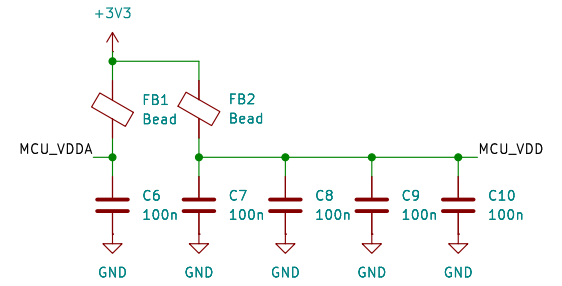 +3V3
FB1
Bead
FB2
Bead
MCU_VDDA
MCU_VDD
C6
100n
C7
100n
C8
100n
C9
100n
C10
100n
GND
GND
GND
GND
GND